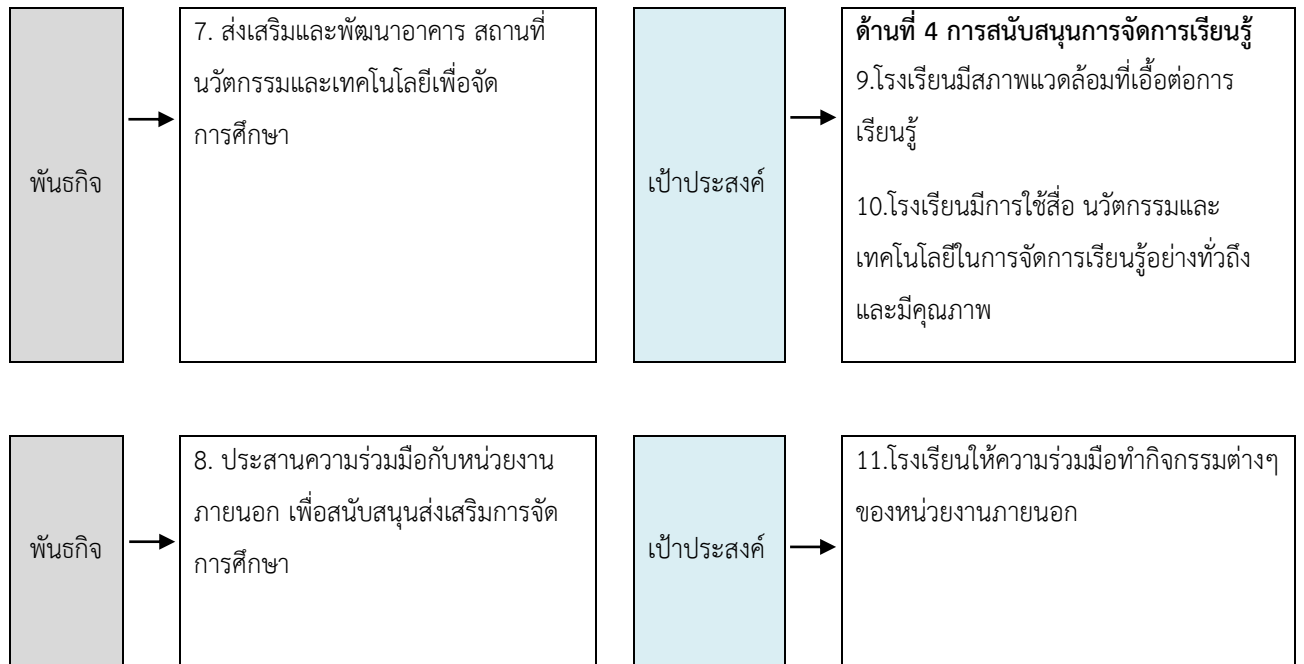 พันธกิจ
7. ส่งเสริมและพัฒนาอาคาร สถานที่
นวัตกรรมและเทคโนโลยีเพื่อจัด
การศึกษา
เป้าประสงค์
ด้านที่ 4 การสนับสนุนการจัดการเรียนรู้
9.โรงเรียนมีสภาพแวดล้อมที่เอื้อต่อการ
เรียนรู้
10.โรงเรียนมีการใช้สื่อ นวัตกรรมและ
เทคโนโลยีในการจัดการเรียนรู้อย่างทั่วถึง
และมีคุณภาพ
พันธกิจ
8. ประสานความร่วมมือกับหน่วยงาน
ภายนอก เพื่อสนับสนุนส่งเสริมการจัด
การศึกษา
เป้าประสงค์
11.โรงเรียนให้ความร่วมมือทำกิจกรรมต่างๆ
ของหน่วยงานภายนอก